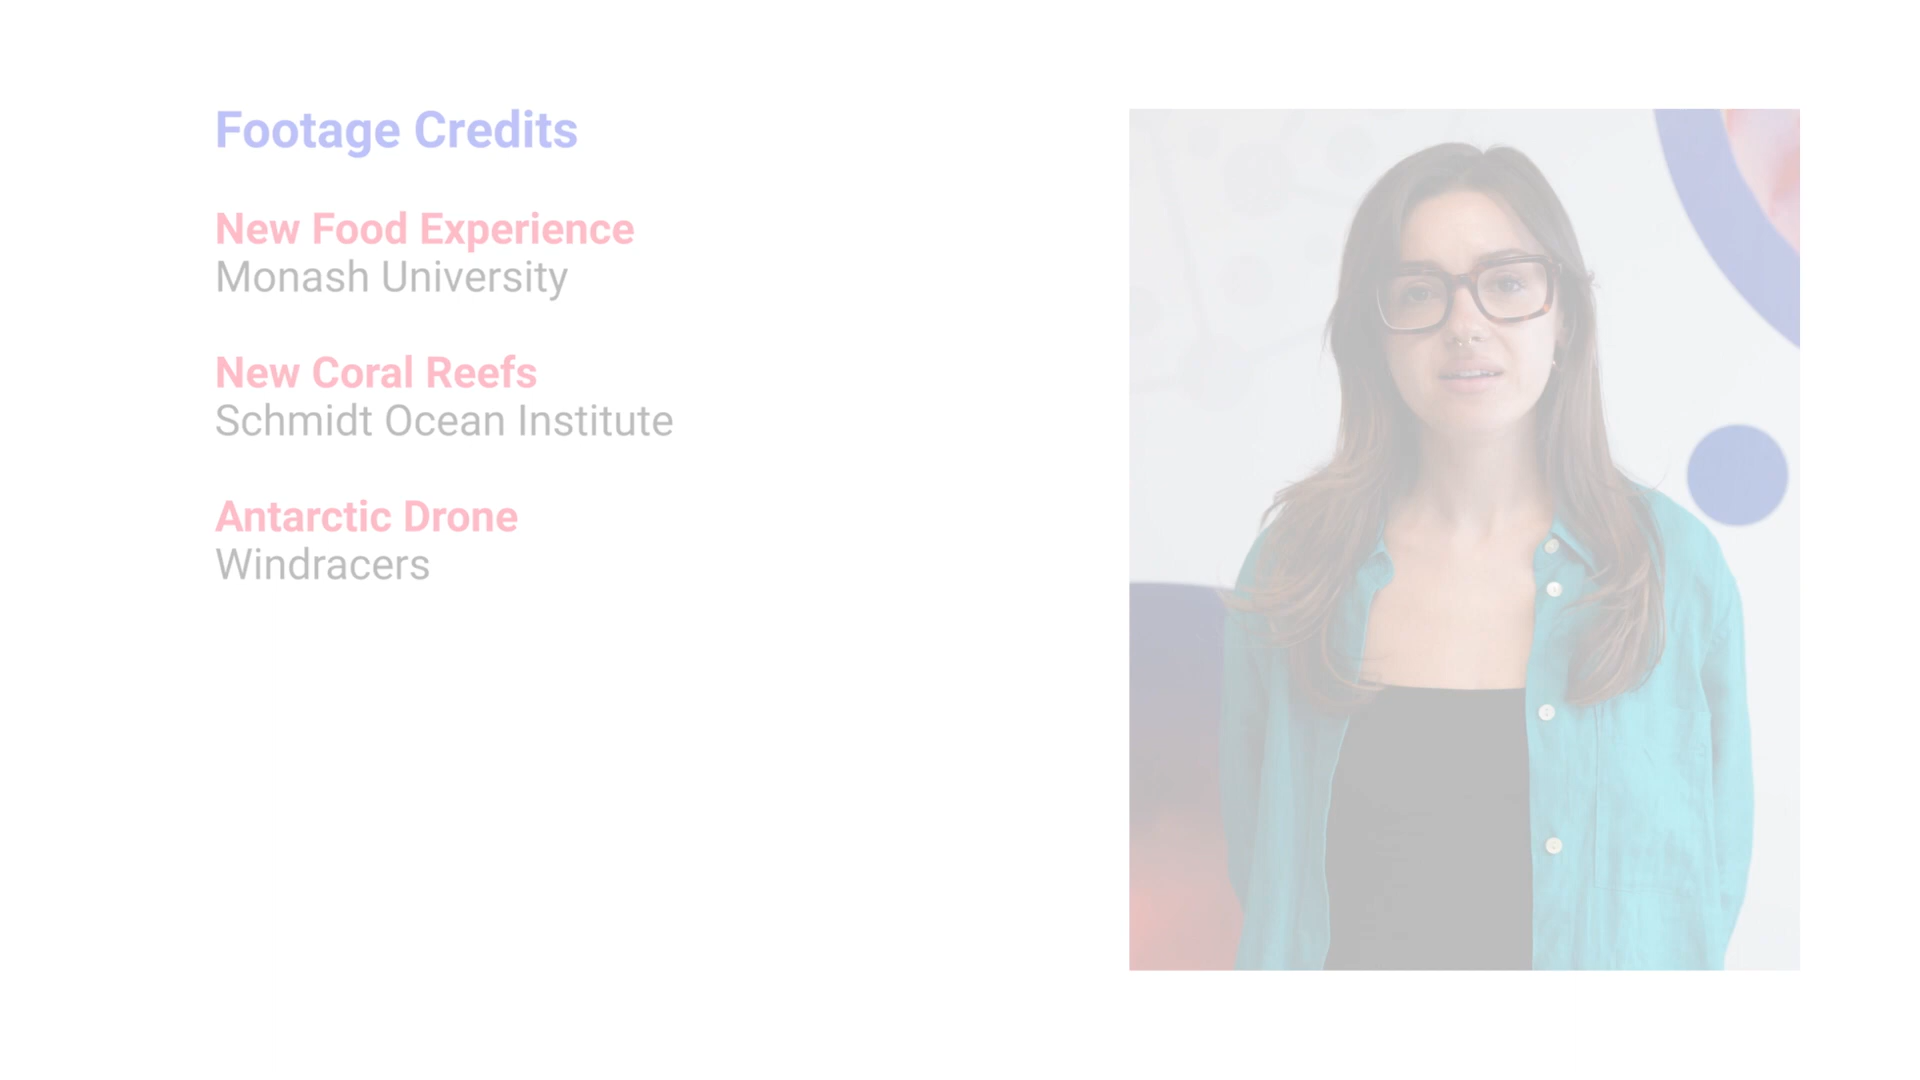 Footage Credits
New Food Experience
Monash University
New Coral Reefs
Schmidt Ocean Institute
Antarctic Drone
Windracers